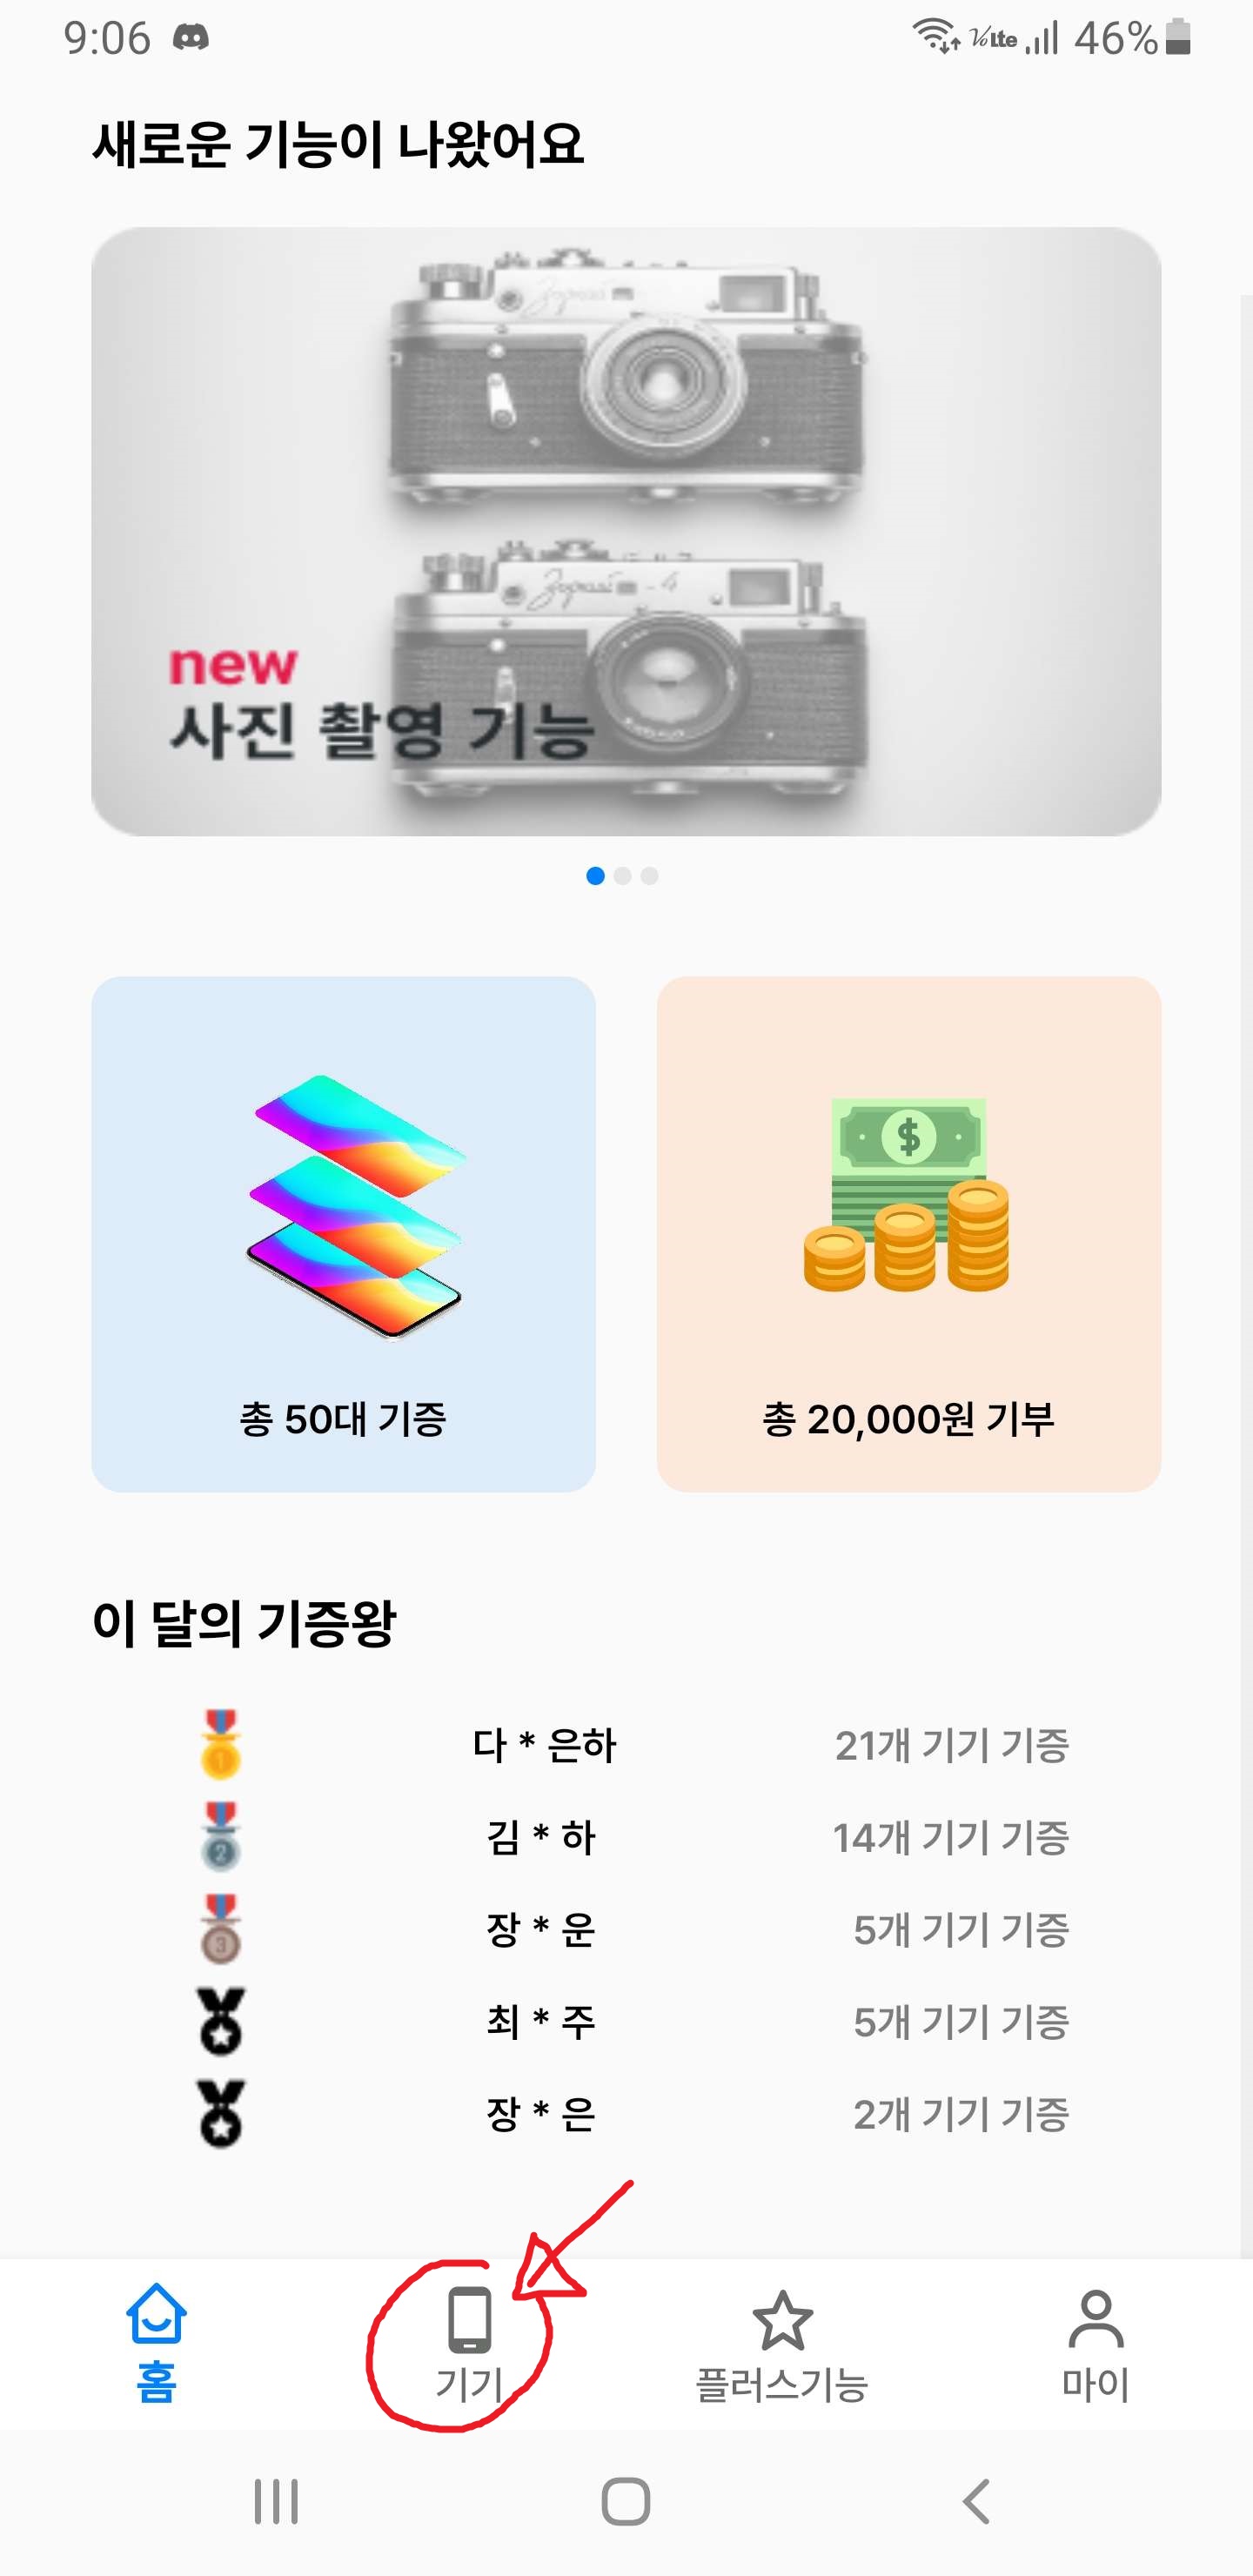 9:06 VoLte 46%
새로운 기능이 나왔어요
new
사진 촬영 기능
$
총 50대 기증
총 20,000원 기부
이 달의 기증왕
1 다 * 은하 21개 기기 기증
2 김 * 하 14개 기기 기증
3 장 * 운 5개 기기 기증
최 * 주 5개 기기 기증
장 * 은 2개 기기 기증
홈 기기 플러스기능 마이